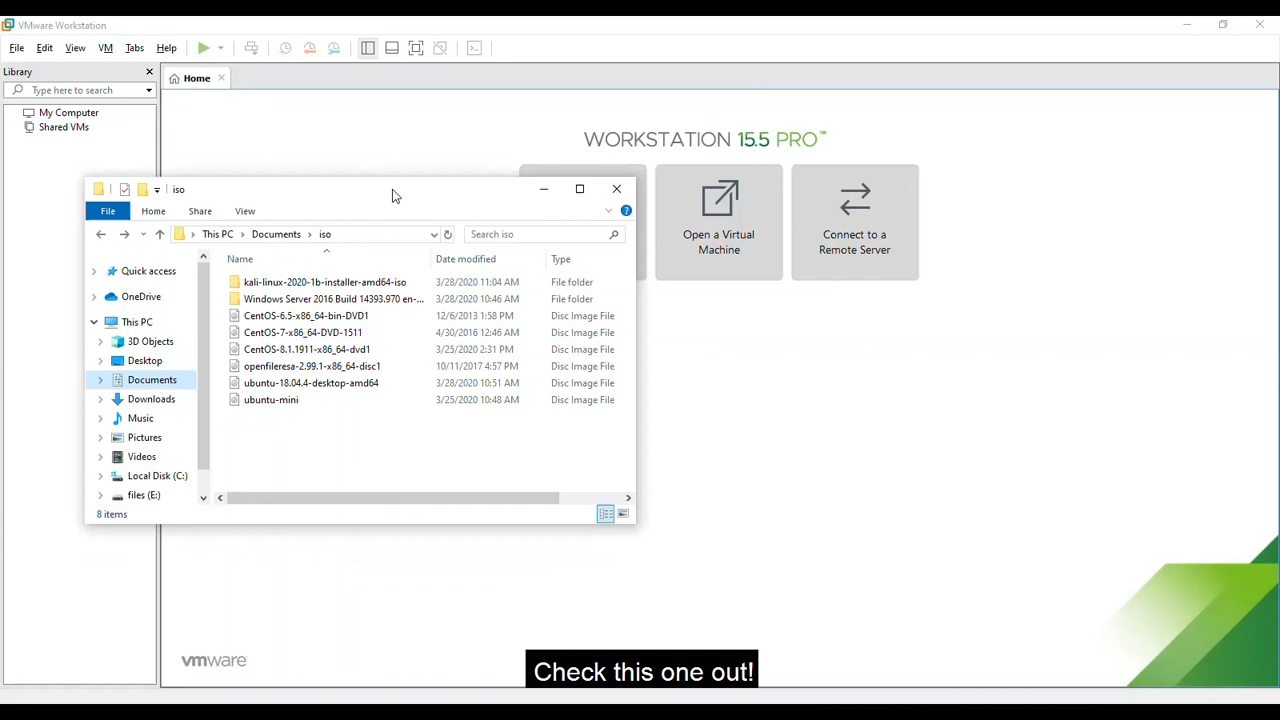 VMware Workstation
File Edit View VM Tabs Help
Library
Type here to search
My Computer
Shared VMs
Home
WORKSTATION 15.5 PRO™
Open a Virtual
Machine
Connect to a
Remote Server
iso
File Home Share View
This PC > Documents > iso
Search iso
Name Date modified Type
Quick access
OneDrive
This PC
3D Objects
Desktop
Documents
Downloads
Music
Pictures
Videos
Local Disk (C:)
files (E:)
kali-linux-2020-1b-installer-amd64-iso 3/28/2020 11:04 AM File folder
Windows Server 2016 Build 14393.970 en-... 3/28/2020 10:46 AM File folder
CentOS-6.5-x86_64-bin-DVD1 12/6/2013 1:58 PM Disc Image File
CentOS-7-x86_64-DVD-1511 4/30/2016 12:46 AM Disc Image File
CentOS-8.1.1911-x86_64-dvd1 3/25/2020 2:31 PM Disc Image File
openfileresa-2.99.1-x86_64-disc1 10/11/2017 4:57 PM Disc Image File
ubuntu-18.04.4-desktop-amd64 3/28/2020 10:51 AM Disc Image File
ubuntu-mini 3/25/2020 10:48 AM Disc Image File
8 items
vmware
Check this one out!